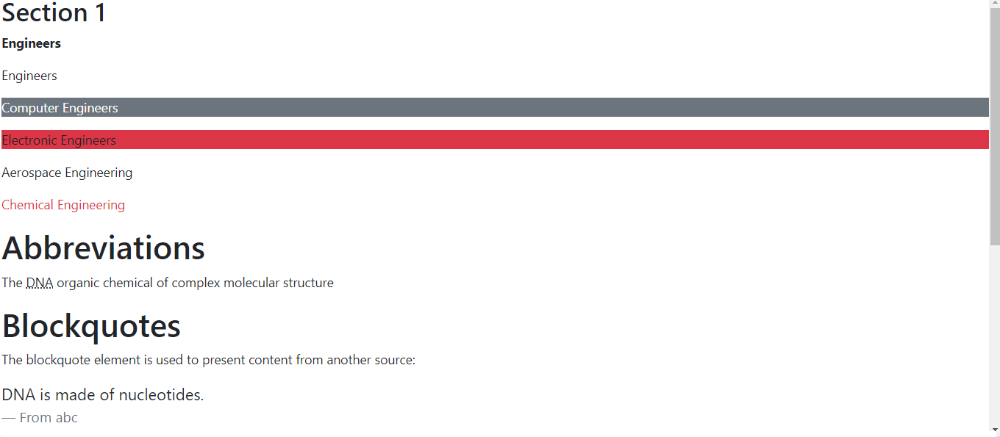 Section 1
Engineers
Engineers
Computer Engineers
Electronic Engineers
Aerospace Engineering
Chemical Engineering
Abbreviations
The DNA organic chemical of complex molecular structure
Blockquotes
The blockquote element is used to present content from another source:
DNA is made of nucleotides.
— From abc